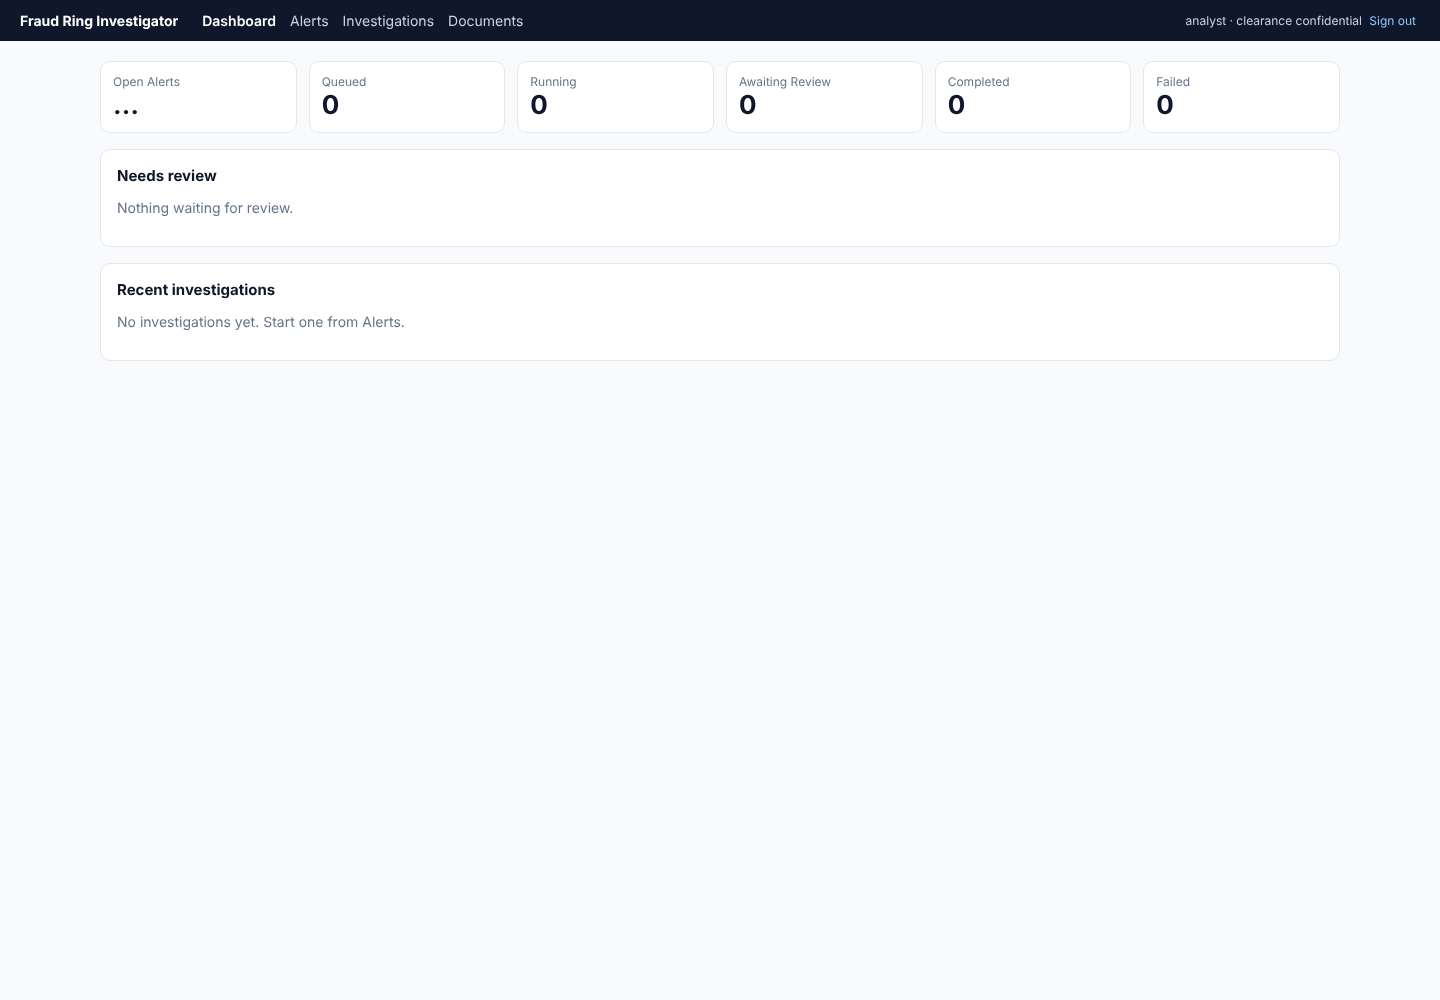 Fraud Ring Investigator Dashboard Alerts Investigations Documents analyst · clearance confidential Sign out
Open Alerts Queued Running Awaiting Review Completed Failed
... 0 0 0 0 0
Needs review
Nothing waiting for review.
Recent investigations
No investigations yet. Start one from Alerts.